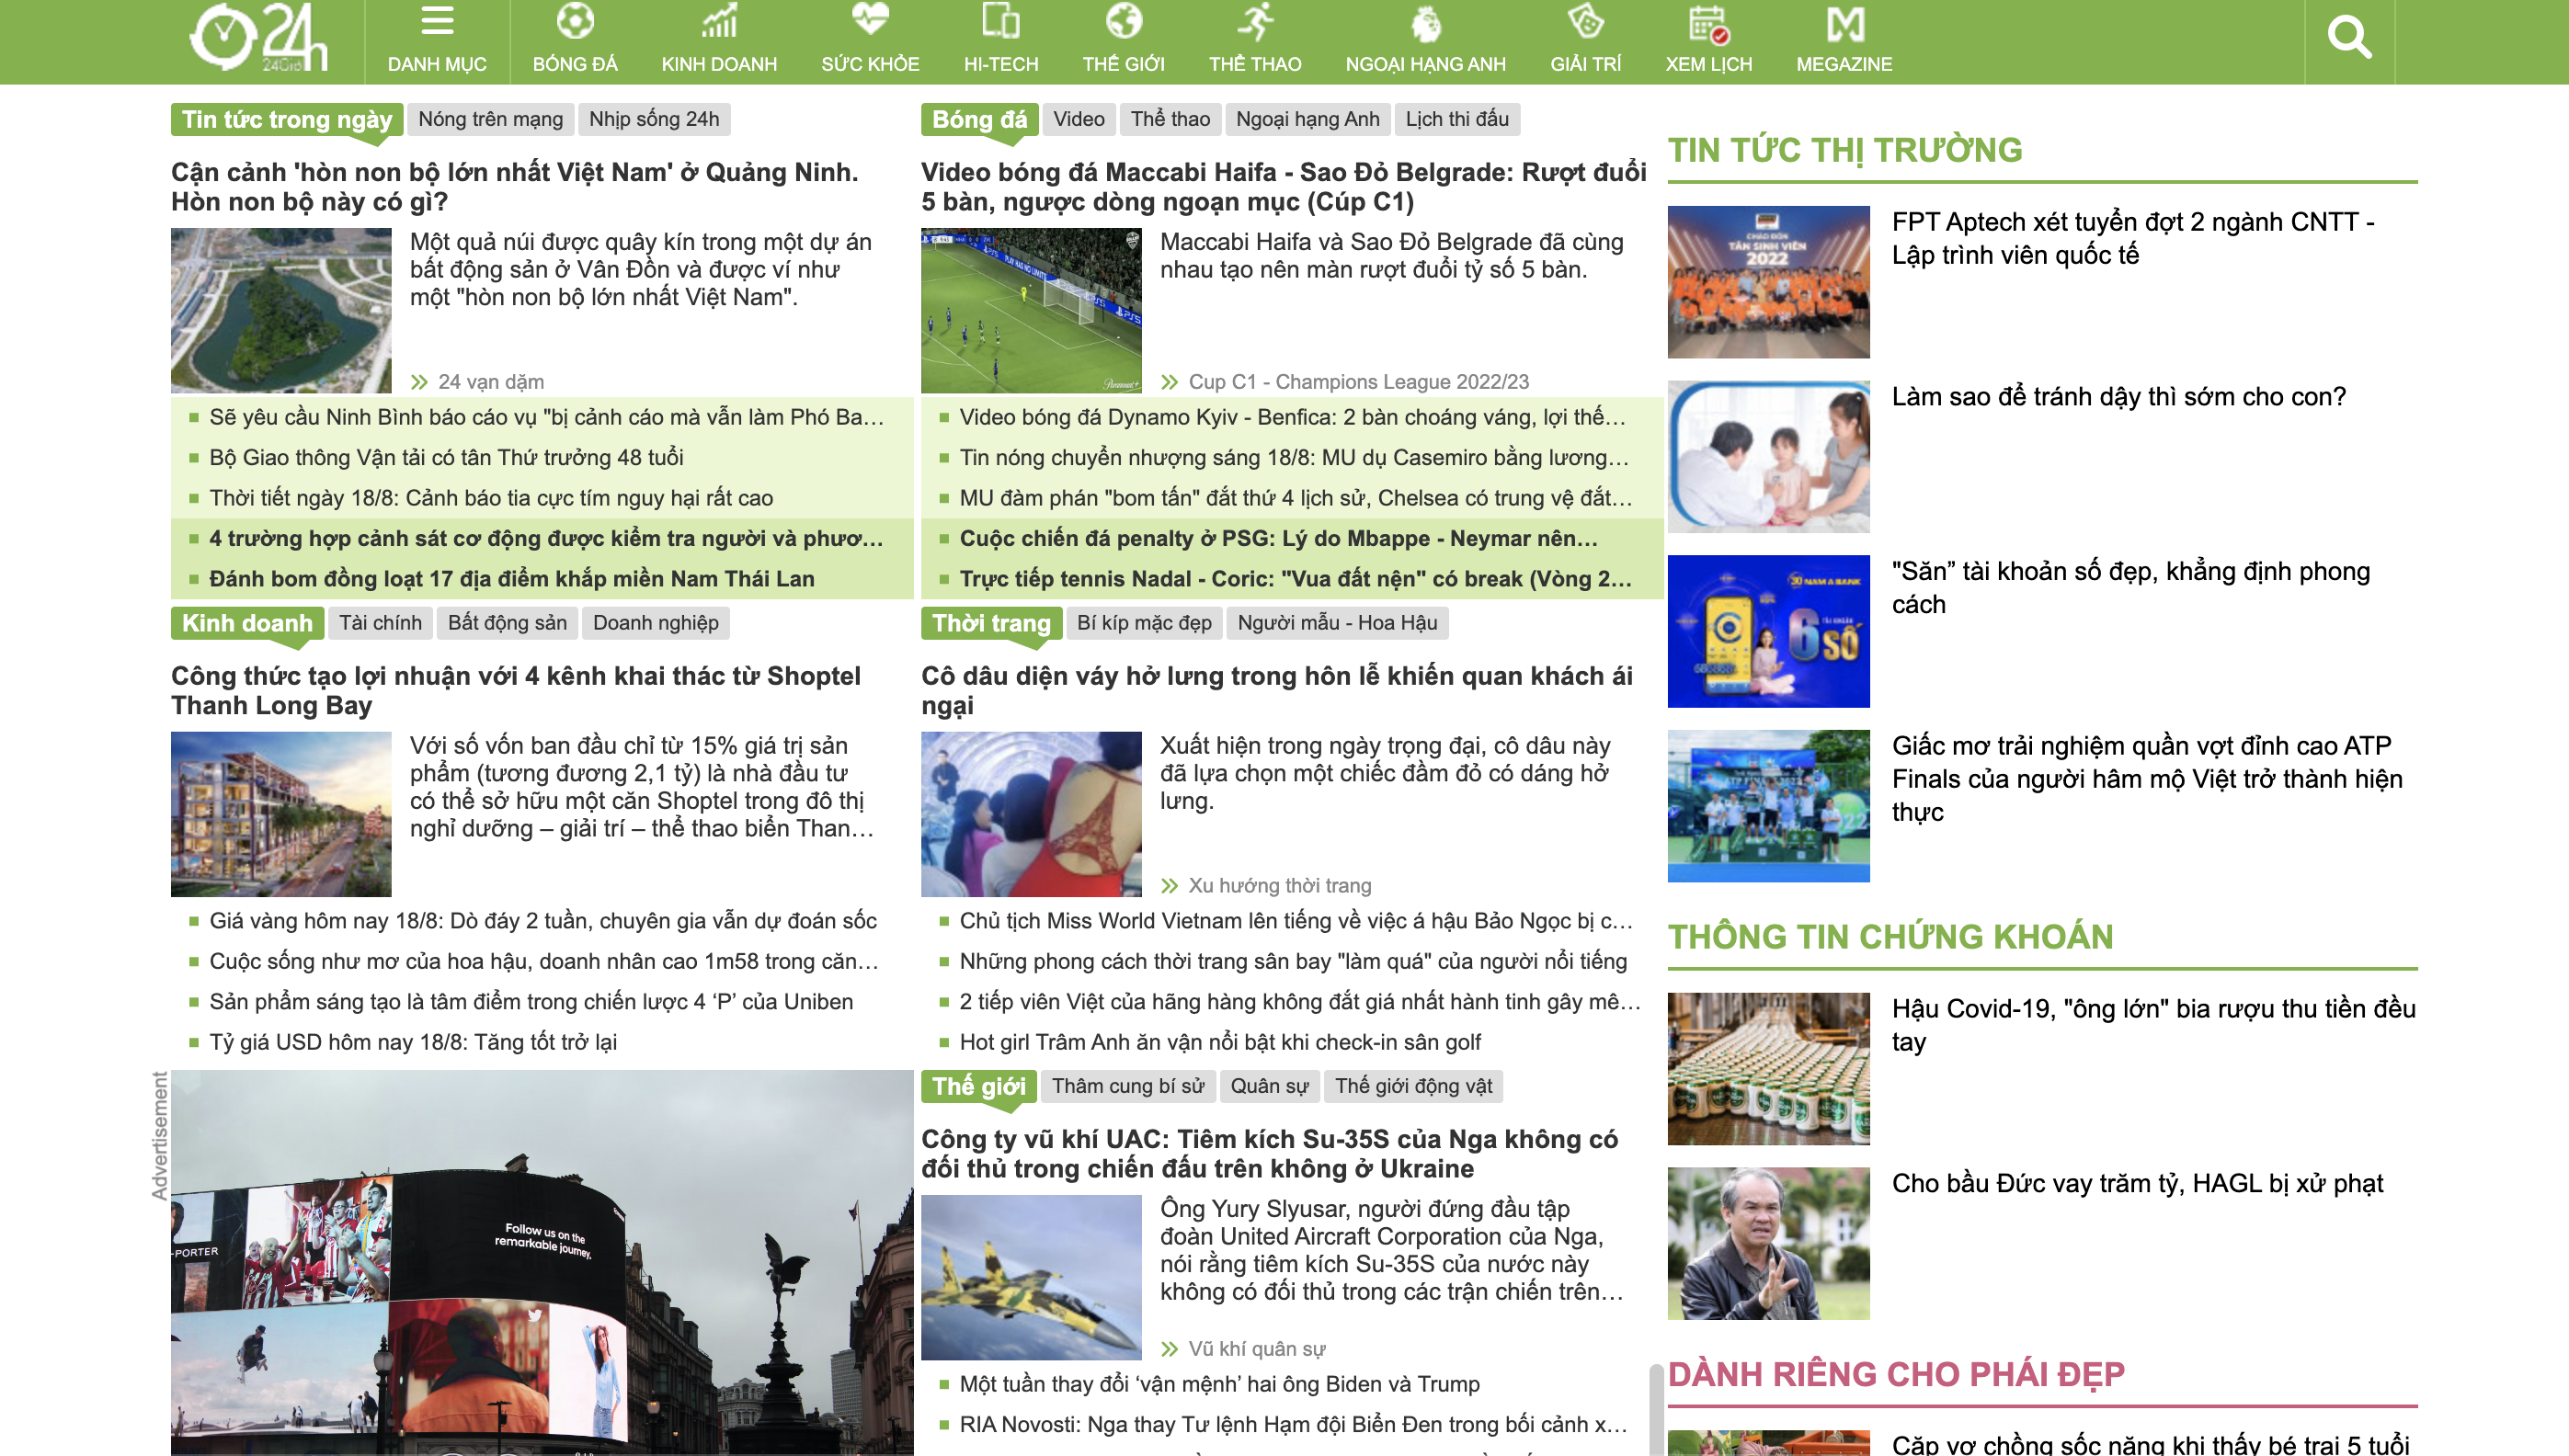 24h
24Giờ
DANH MỤC
BÓNG ĐÁ
KINH DOANH
SỨC KHỎE
HI-TECH
THẾ GIỚI
THỂ THAO
NGOẠI HẠNG ANH
GIẢI TRÍ
XEM LỊCH
MEGAZINE
Tin tức trong ngày Nóng trên mạng Nhịp sống 24h
Cận cảnh 'hòn non bộ lớn nhất Việt Nam' ở Quảng Ninh.
Hòn non bộ này có gì?
Một quả núi được quây kín trong một dự án
bất động sản ở Vân Đồn và được ví như
một "hòn non bộ lớn nhất Việt Nam".
24 vạn dặm
Sẽ yêu cầu Ninh Bình báo cáo vụ "bị cảnh cáo mà vẫn làm Phó Ba…
Bộ Giao thông Vận tải có tân Thứ trưởng 48 tuổi
Thời tiết ngày 18/8: Cảnh báo tia cực tím nguy hại rất cao
4 trường hợp cảnh sát cơ động được kiểm tra người và phươ…
Đánh bom đồng loạt 17 địa điểm khắp miền Nam Thái Lan
Kinh doanh Tài chính Bất động sản Doanh nghiệp
Công thức tạo lợi nhuận với 4 kênh khai thác từ Shoptel
Thanh Long Bay
Với số vốn ban đầu chỉ từ 15% giá trị sản
phẩm (tương đương 2,1 tỷ) là nhà đầu tư
có thể sở hữu một căn Shoptel trong đô thị
nghỉ dưỡng – giải trí – thể thao biển Than…
Giá vàng hôm nay 18/8: Dò đáy 2 tuần, chuyên gia vẫn dự đoán sốc
Cuộc sống như mơ của hoa hậu, doanh nhân cao 1m58 trong căn…
Sản phẩm sáng tạo là tâm điểm trong chiến lược 4 ‘P’ của Uniben
Tỷ giá USD hôm nay 18/8: Tăng tốt trở lại
Advertisement
-PORTER
Follow us on the
remarkable journey.
Bóng đá Video Thể thao Ngoại hạng Anh Lịch thi đấu
Video bóng đá Maccabi Haifa - Sao Đỏ Belgrade: Rượt đuổi
5 bàn, ngược dòng ngoạn mục (Cúp C1)
Maccabi Haifa và Sao Đỏ Belgrade đã cùng
nhau tạo nên màn rượt đuổi tỷ số 5 bàn.
Cup C1 - Champions League 2022/23
Video bóng đá Dynamo Kyiv - Benfica: 2 bàn choáng váng, lợi thế…
Tin nóng chuyển nhượng sáng 18/8: MU dụ Casemiro bằng lương…
MU đàm phán "bom tấn" đắt thứ 4 lịch sử, Chelsea có trung vệ đắt…
Cuộc chiến đá penalty ở PSG: Lý do Mbappe - Neymar nên…
Trực tiếp tennis Nadal - Coric: "Vua đất nện" có break (Vòng 2…
Thời trang Bí kíp mặc đẹp Người mẫu - Hoa Hậu
Cô dâu diện váy hở lưng trong hôn lễ khiến quan khách ái
ngại
Xuất hiện trong ngày trọng đại, cô dâu này
đã lựa chọn một chiếc đầm đỏ có dáng hở
lưng.
Xu hướng thời trang
Chủ tịch Miss World Vietnam lên tiếng về việc á hậu Bảo Ngọc bị c…
Những phong cách thời trang sân bay "làm quá" của người nổi tiếng
2 tiếp viên Việt của hãng hàng không đắt giá nhất hành tinh gây mê…
Hot girl Trâm Anh ăn vận nổi bật khi check-in sân golf
Thế giới Thâm cung bí sử Quân sự Thế giới động vật
Công ty vũ khí UAC: Tiêm kích Su-35S của Nga không có
đối thủ trong chiến đấu trên không ở Ukraine
Ông Yury Slyusar, người đứng đầu tập
đoàn United Aircraft Corporation của Nga,
nói rằng tiêm kích Su-35S của nước này
không có đối thủ trong các trận chiến trên…
Vũ khí quân sự
Một tuần thay đổi ‘vận mệnh’ hai ông Biden và Trump
RIA Novosti: Nga thay Tư lệnh Hạm đội Biển Đen trong bối cảnh x…
TIN TỨC THỊ TRƯỜNG
CHÀO ĐÓN
TÂN SINH VIÊN
2022
FPT Aptech xét tuyển đợt 2 ngành CNTT -
Lập trình viên quốc tế
Làm sao để tránh dậy thì sớm cho con?
30 NAM A BANK
TÀI KHOẢN
6 SỐ
"Săn” tài khoản số đẹp, khẳng định phong
cách
Giấc mơ trải nghiệm quần vợt đỉnh cao ATP
Finals của người hâm mộ Việt trở thành hiện
thực
THÔNG TIN CHỨNG KHOÁN
Hậu Covid-19, "ông lớn" bia rượu thu tiền đều
tay
Cho bầu Đức vay trăm tỷ, HAGL bị xử phạt
DÀNH RIÊNG CHO PHÁI ĐẸP
Cặp vợ chồng sốc nặng khi thấy bé trai 5 tuổi